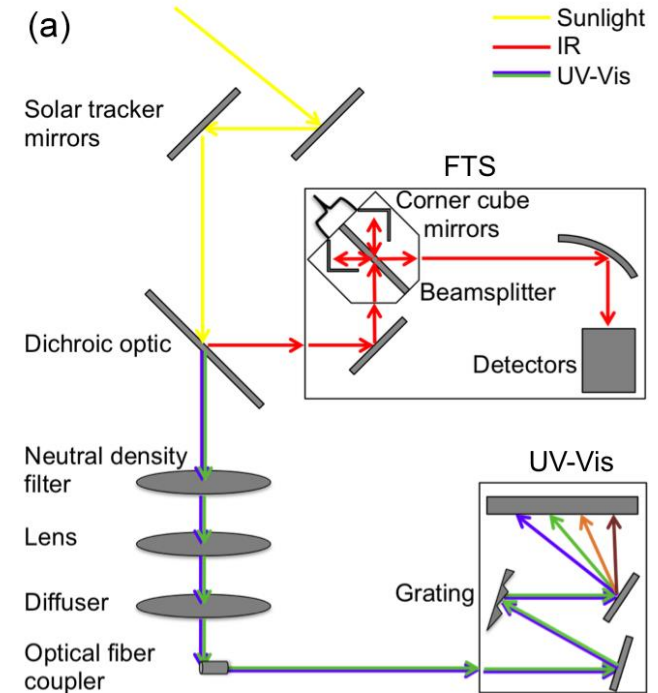 (a)
Sunlight
IR
UV-Vis
Solar tracker
mirrors
FTS
Corner cube
mirrors
Beamsplitter
Dichroic optic
Detectors
Neutral density
filter
UV-Vis
Lens
Grating
Diffuser
Optical fiber
coupler